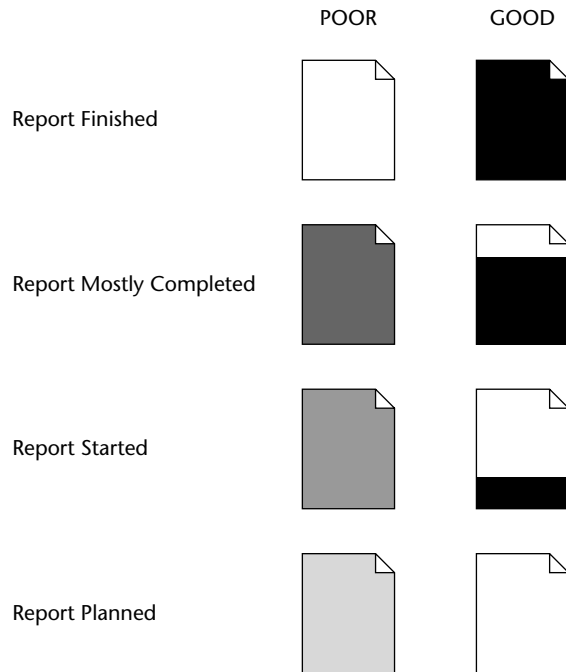 POOR GOOD
Report Finished
Report Mostly Completed
Report Started
Report Planned